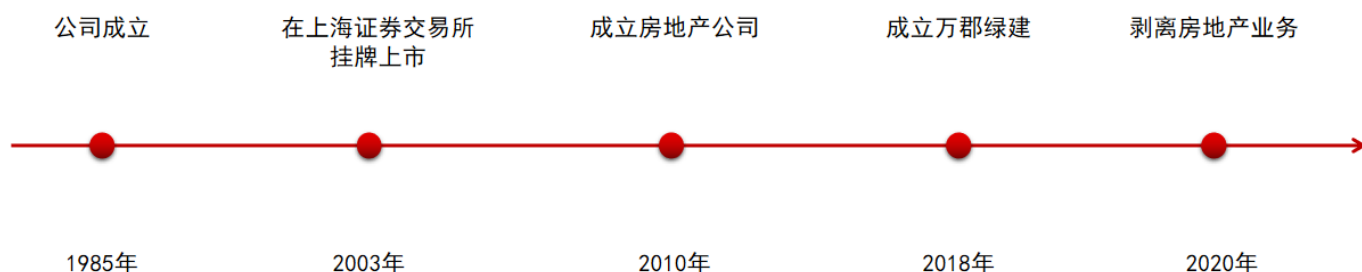 公司成立
在上海证券交易所
挂牌上市
成立房地产公司
成立万郡绿建
剥离房地产业务
1985年
2003年
2010年
2018年
2020年